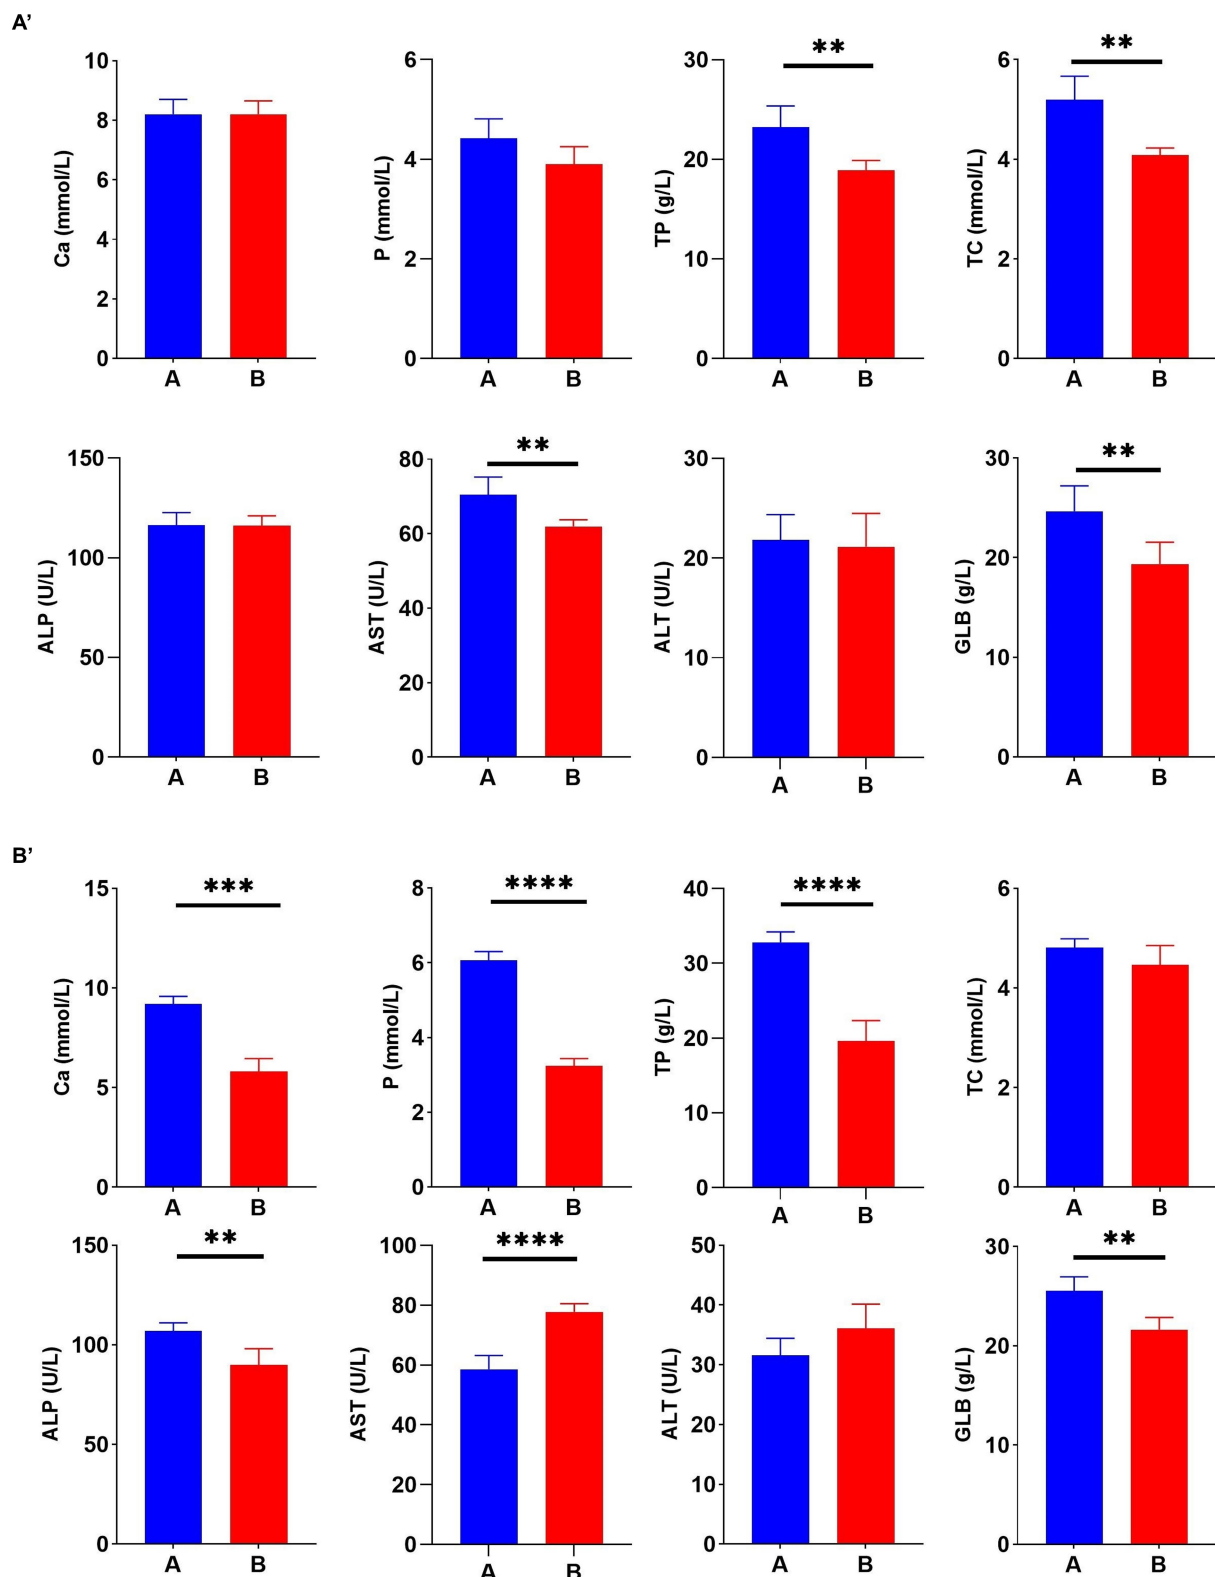 A’
**
**
10
8
6
4
2
0
Ca (mmol/L)
A B
6
4
2
0
P (mmol/L)
A B
30
20
10
0
TP (g/L)
A B
6
4
2
0
TC (mmol/L)
A B
**
**
150
100
50
0
ALP (U/L)
A B
80
60
40
20
0
AST (U/L)
A B
30
20
10
0
ALT (U/L)
A B
30
20
10
0
GLB (g/L)
A B
B’
***
****
****
15
10
5
0
Ca (mmol/L)
A B
8
6
4
2
0
P (mmol/L)
A B
40
30
20
10
0
TP (g/L)
A B
6
4
2
0
TC (mmol/L)
A B
**
****
**
150
100
50
0
ALP (U/L)
A B
100
80
60
40
20
0
AST (U/L)
A B
50
40
30
20
10
0
ALT (U/L)
A B
30
20
10
0
GLB (g/L)
A B